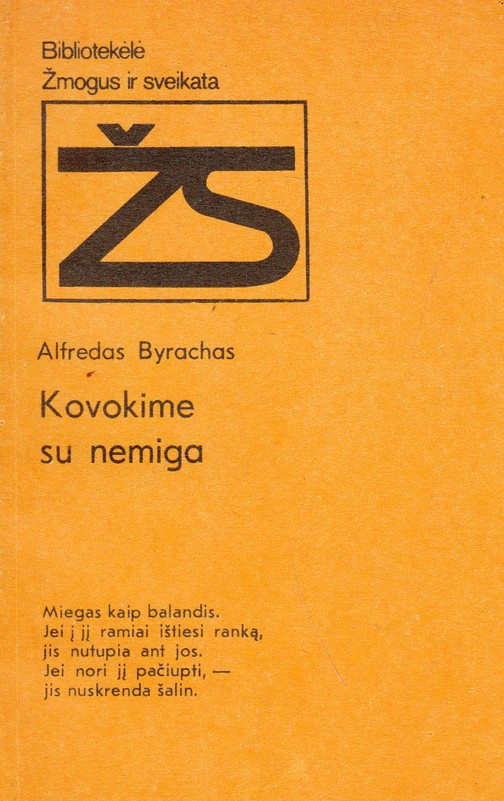 Bibliotekėlė
Žmogus ir sveikata
ŽS
Alfredas Byrachas
Kovokime
su nemiga
Miegas kaip balandis.
Jei į jį ramiai ištiesi ranką,
jis nutupia ant jos.
Jei nori jį pačiupti, —
jis nuskrenda šalin.